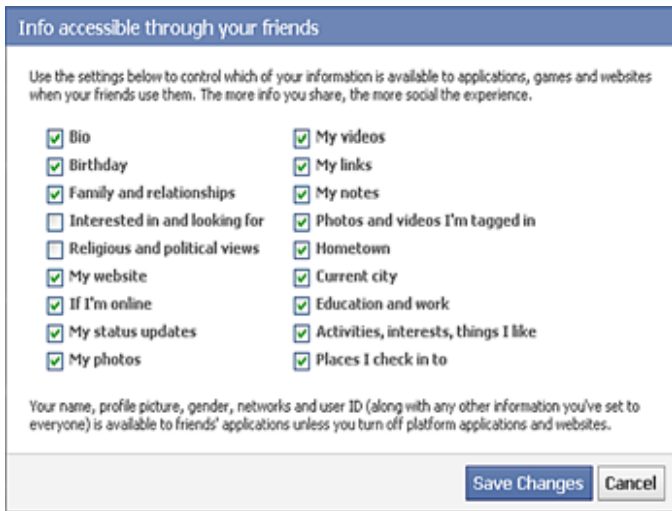 Info accessible through your friends
Use the settings below to control which of your information is available to applications, games and websites
when your friends use them. The more info you share, the more social the experience.
Bio
Birthday
Family and relationships
Interested in and looking for
Religious and political views
My website
If I'm online
My status updates
My photos
My videos
My links
My notes
Photos and videos I'm tagged in
Hometown
Current city
Education and work
Activities, interests, things I like
Places I check in to
Your name, profile picture, gender, networks and user ID (along with any other information you've set to
everyone) is available to friends' applications unless you turn off platform applications and websites.
Save Changes
Cancel